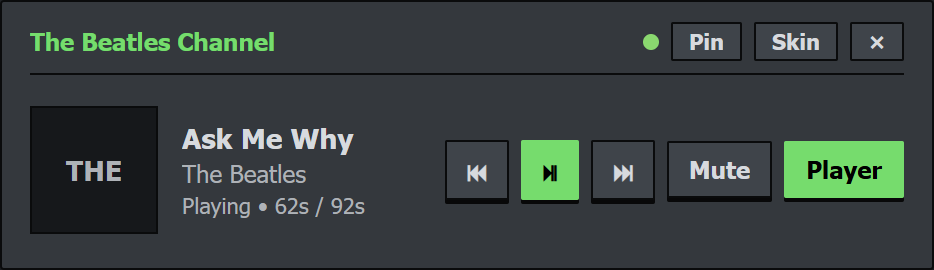 The Beatles Channel
Pin
Skin
×
THE
Ask Me Why
The Beatles
Playing • 62s / 92s
⏮
⏯
⏭
Mute
Player